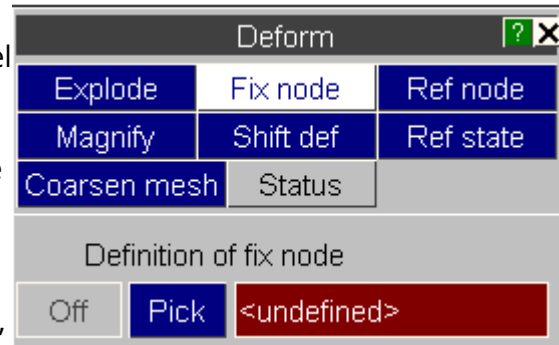 Deform ? X
el
Explode Fix node Ref node
Magnify Shift def Ref state
e
Coarsen mesh Status
Definition of fix node
Off Pick <undefined>
,